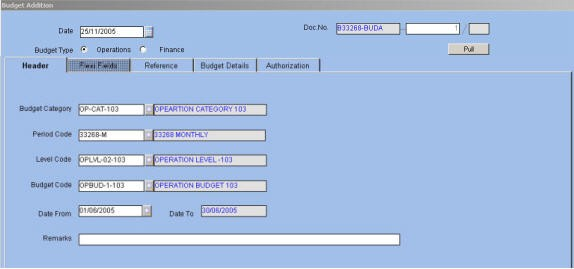 Budget Addition
Date 25/11/2005 Doc.No. B33268-BUDA - 1 /
Budget Type Operations Finance Pull
Header Flexi Fields Reference Budget Details Authorization
Budget Category OP-CAT-103 OPEARTION CATEGORY 103
Period Code 33268-M 33268 MONTHLY
Level Code OPLVL-02-103 OPERATION LEVEL -103
Budget Code OPBUD-1-103 OPERATION BUDGET 103
Date From 01/06/2005 Date To 30/06/2005
Remarks